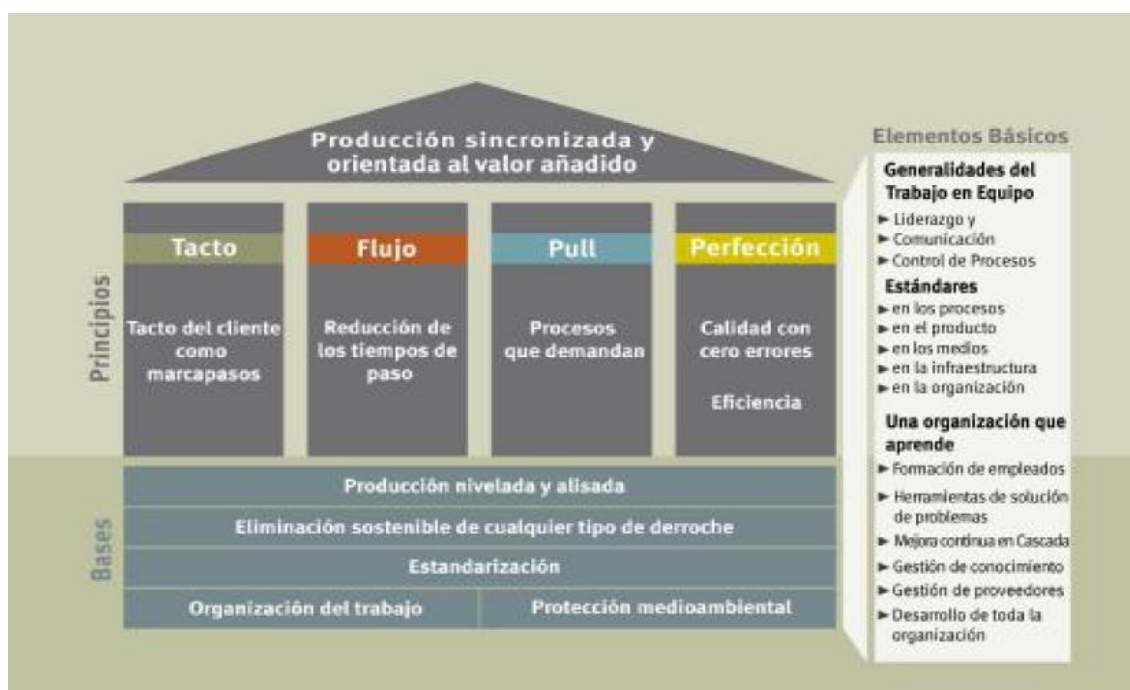 Producción sincronizada y
orientada al valor añadido
Principios
Tacto
Tacto del cliente
como
marcapasos
Flujo
Reducción de
los tiempos de
paso
Pull
Procesos
que demandan
Perfección
Calidad con
cero errores
Eficiencia
Bases
Producción nivelada y alisada
Eliminación sostenible de cualquier tipo de derroche
Estandarización
Organización del trabajo
Protección medioambiental
Elementos Básicos
Generalidades del
Trabajo en Equipo
► Liderazgo y
► Comunicación
► Control de Procesos
Estándares
► en los procesos
► en el producto
► en los medios
► en la infraestructura
► en la organización
Una organización que
aprende
► Formación de empleados
► Herramientas de solución
de problemas
► Mejora continua en Cascada
► Gestión de conocimiento
► Gestión de proveedores
► Desarrollo de toda la
organización